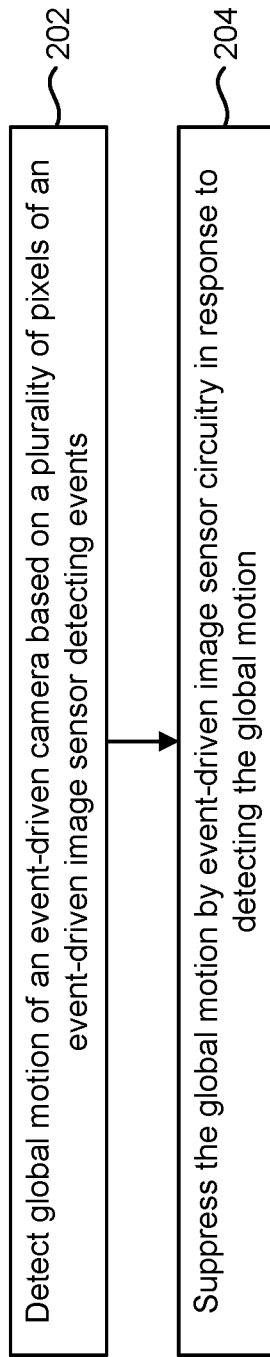 Detect global motion of an event-driven camera based on a plurality of pixels of an
event-driven image sensor detecting events
202
Suppress the global motion by event-driven image sensor circuitry in response to
detecting the global motion
204